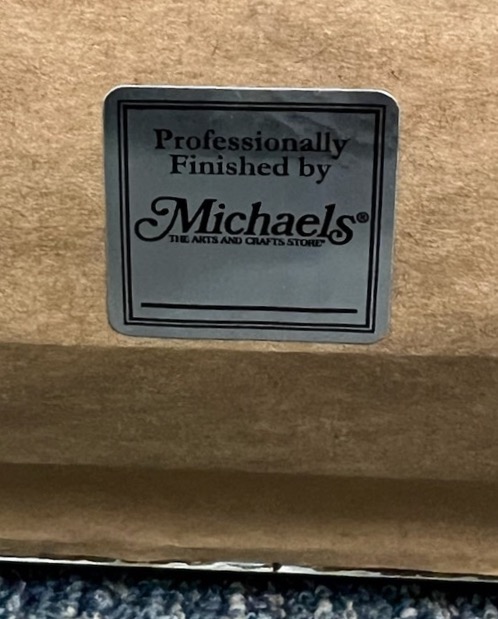 Professionally
Finished by
Michaels®
THE ARTS AND CRAFTS STORE®